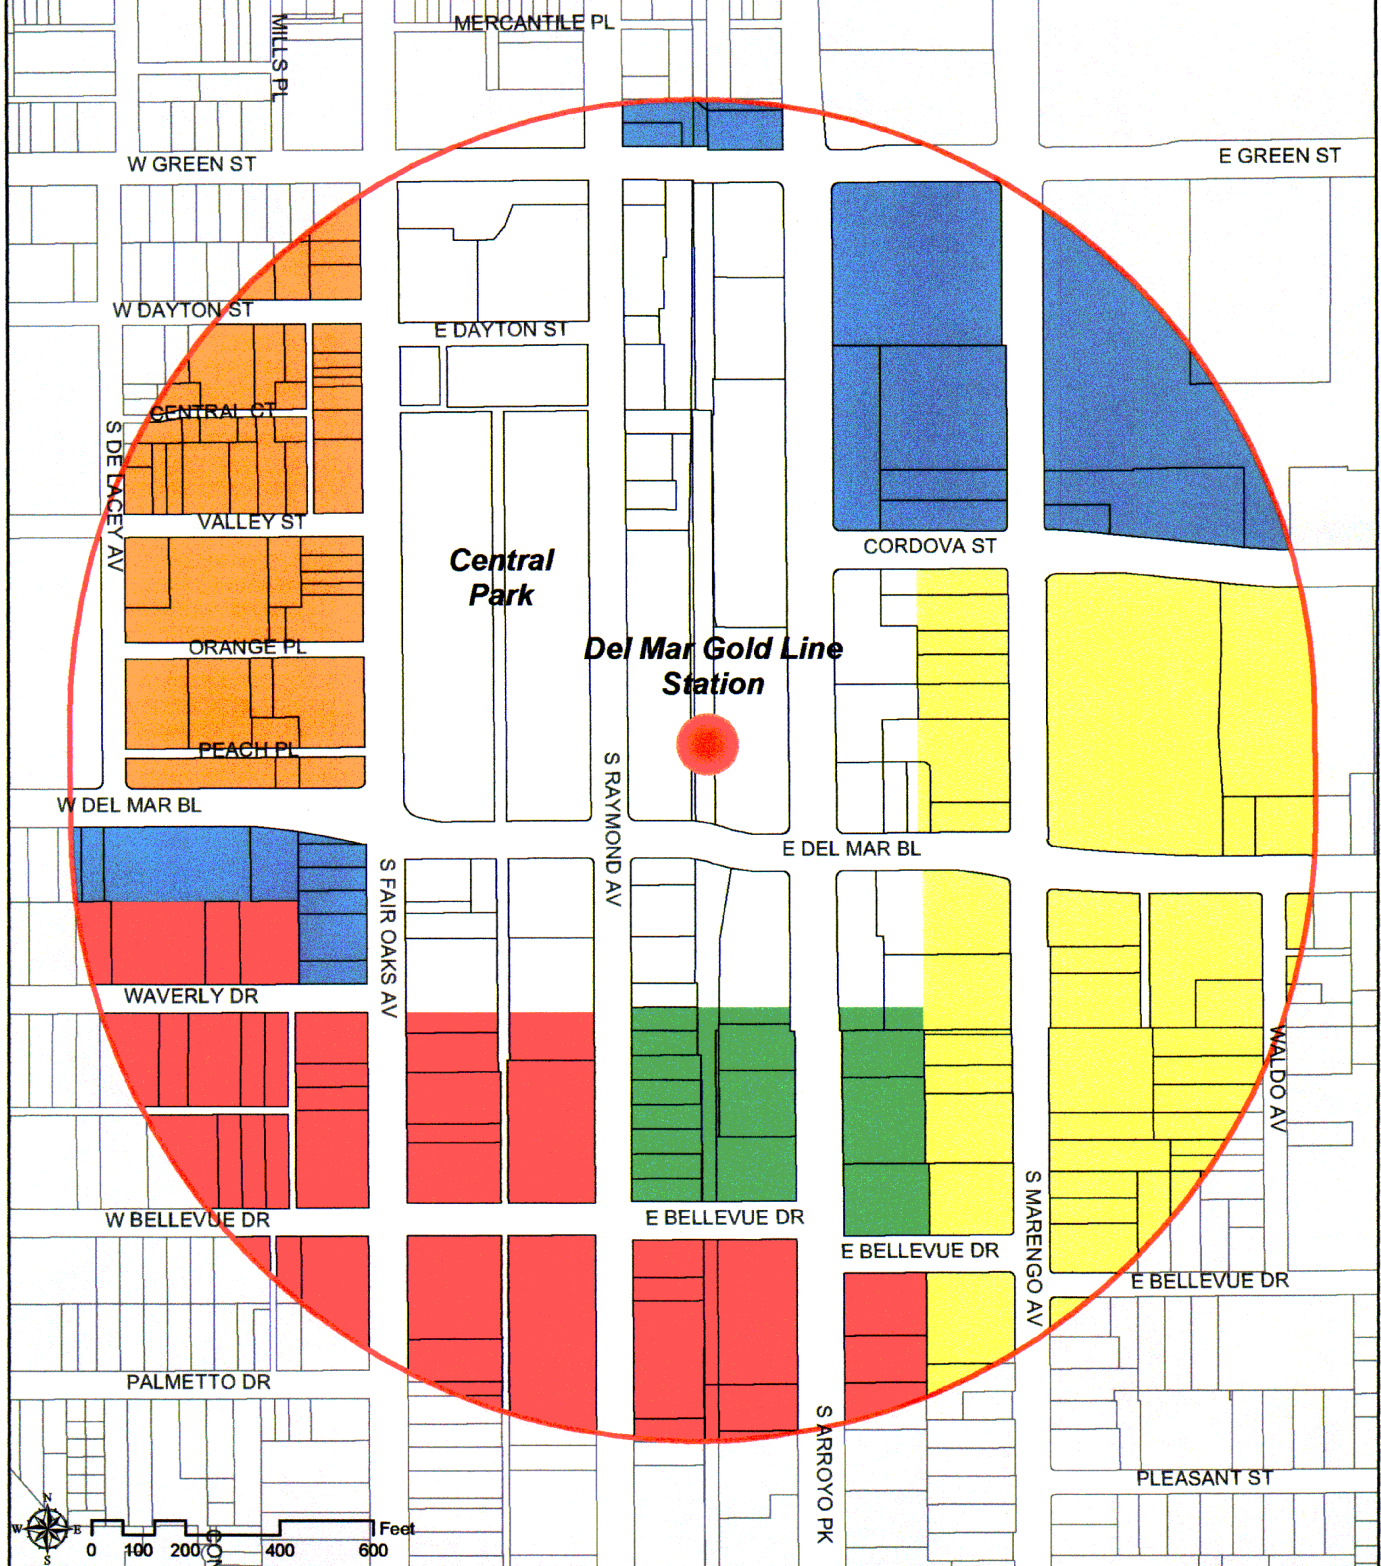 MERCANTILE PL
MILLS PL
W GREEN ST
E GREEN ST
W DAYTON ST
E DAYTON ST
CENTRAL CT
S DE LACEY AV
VALLEY ST
CORDOVA ST
Central
Park
ORANGE PL
Del Mar Gold Line
Station
PEACH PL
W DEL MAR BL
S RAYMOND AV
E DEL MAR BL
S FAIR OAKS AV
WAVERLY DR
WALDO AV
W BELLEVUE DR
E BELLEVUE DR
S MARENGO AV
E BELLEVUE DR
E BELLEVUE DR
PALMETTO DR
S ARROYO PK
PLEASANT ST
N
W E
S
Feet
0 100 200 400 600
CON